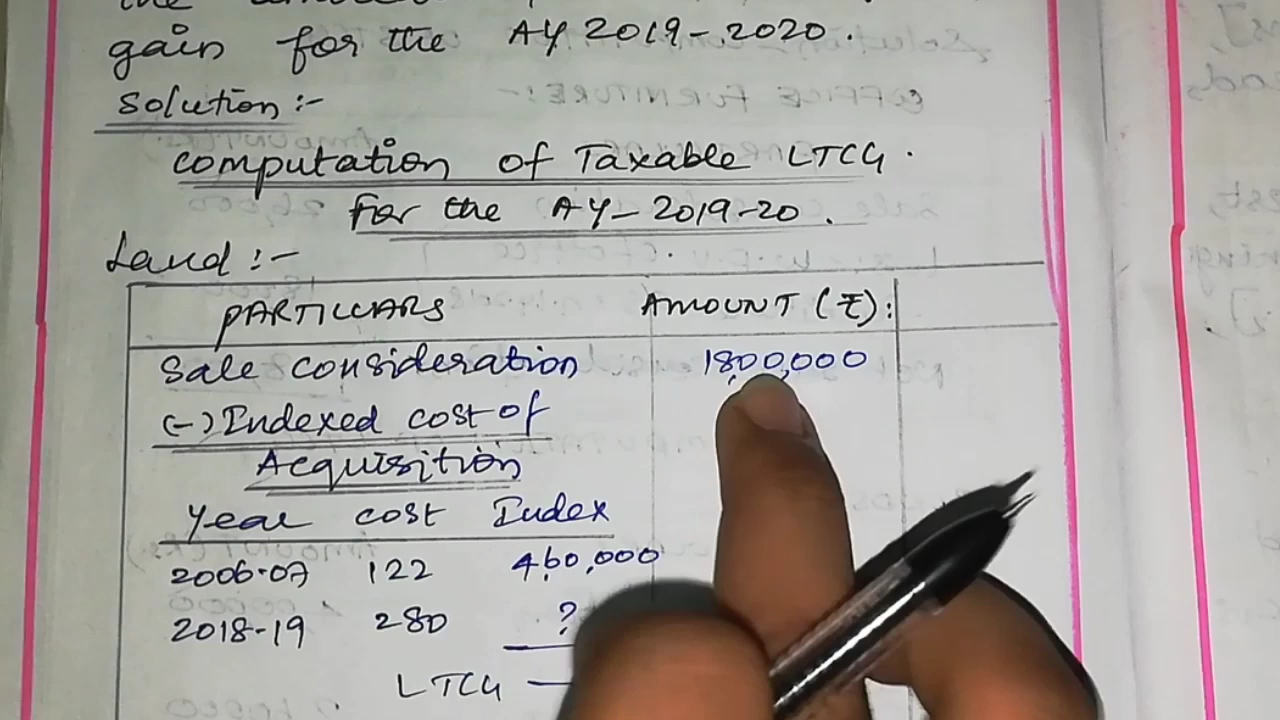 gain for the AY 2019-2020.
Solution :-
computation of Taxable LTCG.
For the AY-2019-20.
Land :-
PARTICUARS AMOUNT (₹):
Sale consideration 1800,000
(-) Indexed cost of
Acquisition
Year cost Index
2006-07 122 460,000
2018-19 280 ?
LTCG